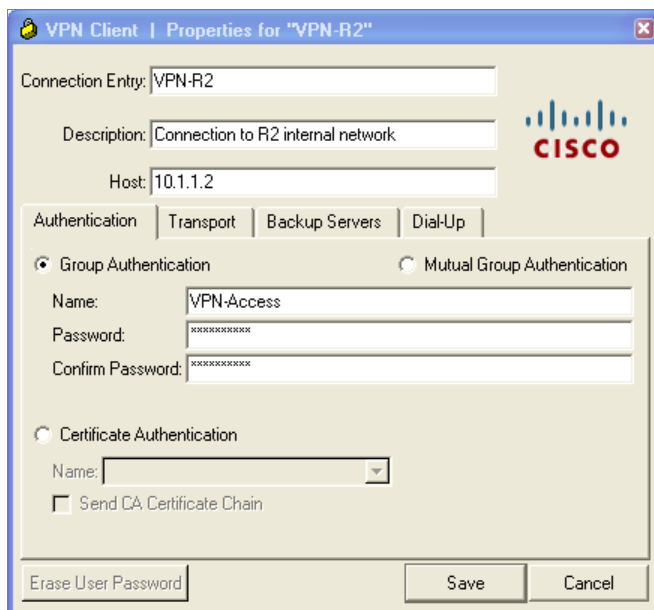 VPN Client | Properties for "VPN-R2"
Connection Entry: VPN-R2
Description: Connection to R2 internal network
CISCO
Host: 10.1.1.2
Authentication Transport Backup Servers Dial-Up
Group Authentication Mutual Group Authentication
Name: VPN-Access
Password: **********
Confirm Password: **********
Certificate Authentication
Name:
Send CA Certificate Chain
Erase User Password Save Cancel